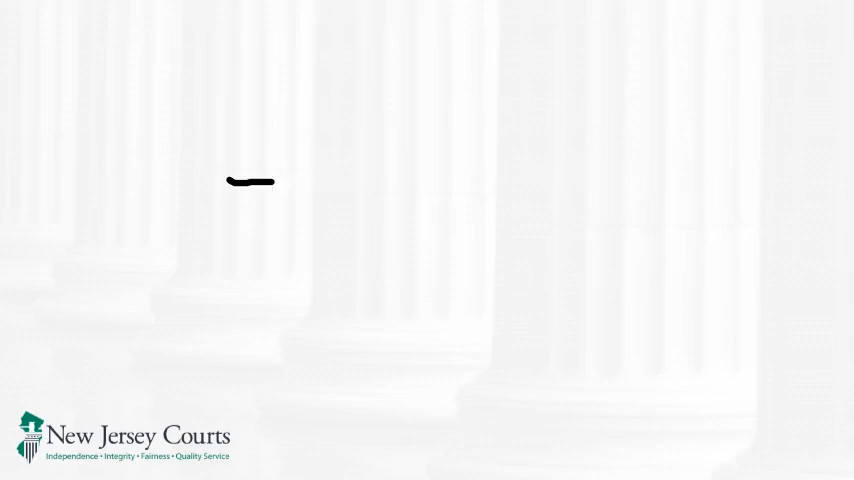 New Jersey Courts
Independence • Integrity • Fairness • Quality Service